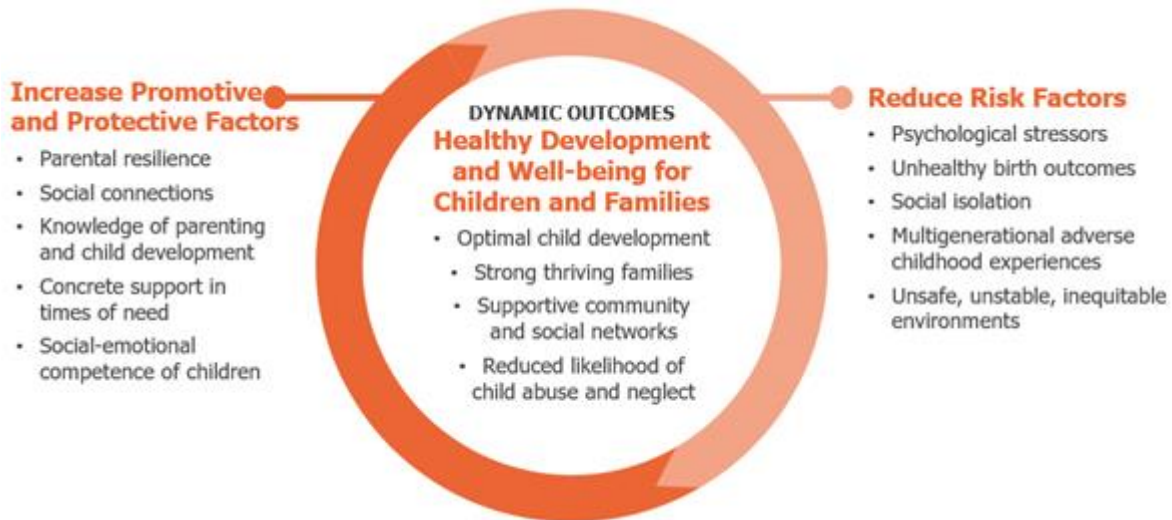 Increase Promotive
and Protective Factors
• Parental resilience
• Social connections
• Knowledge of parenting
and child development
• Concrete support in
times of need
• Social-emotional
competence of children
DYNAMIC OUTCOMES
Healthy Development
and Well-being for
Children and Families
• Optimal child development
• Strong thriving families
• Supportive community
and social networks
• Reduced likelihood of
child abuse and neglect
Reduce Risk Factors
• Psychological stressors
• Unhealthy birth outcomes
• Social isolation
• Multigenerational adverse
childhood experiences
• Unsafe, unstable, inequitable
environments